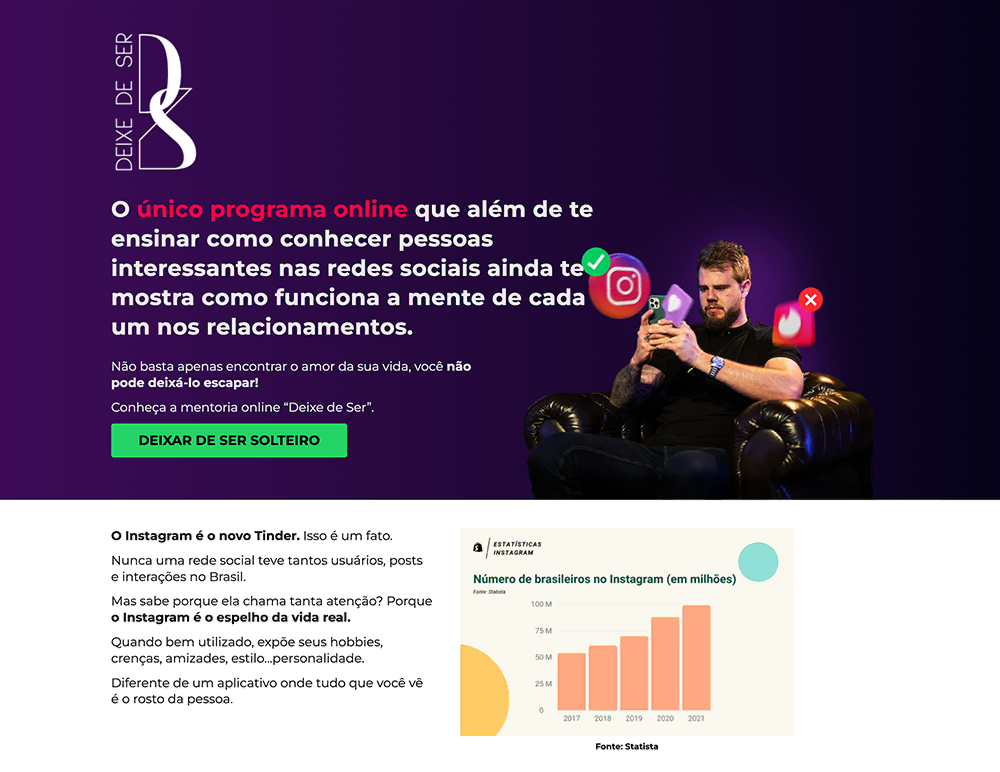 DEIXE DE SER
DS
O único programa online que além de te
ensinar como conhecer pessoas
interessantes nas redes sociais ainda te
mostra como funciona a mente de cada
um nos relacionamentos.
Não basta apenas encontrar o amor da sua vida, você não
pode deixá-lo escapar!
Conheça a mentoria online “Deixe de Ser”.
DEIXAR DE SER SOLTEIRO
O Instagram é o novo Tinder. Isso é um fato.
Nunca uma rede social teve tantos usuários, posts
e interações no Brasil.
Mas sabe porque ela chama tanta atenção? Porque
o Instagram é o espelho da vida real.
Quando bem utilizado, expõe seus hobbies,
crenças, amizades, estilo...personalidade.
Diferente de um aplicativo onde tudo que você vê
é o rosto da pessoa.
ESTATÍSTICAS
INSTAGRAM
Número de brasileiros no Instagram (em milhões)
Fonte: Statista
100 M
75 M
50 M
25 M
0
2017 2018 2019 2020 2021
Fonte: Statista